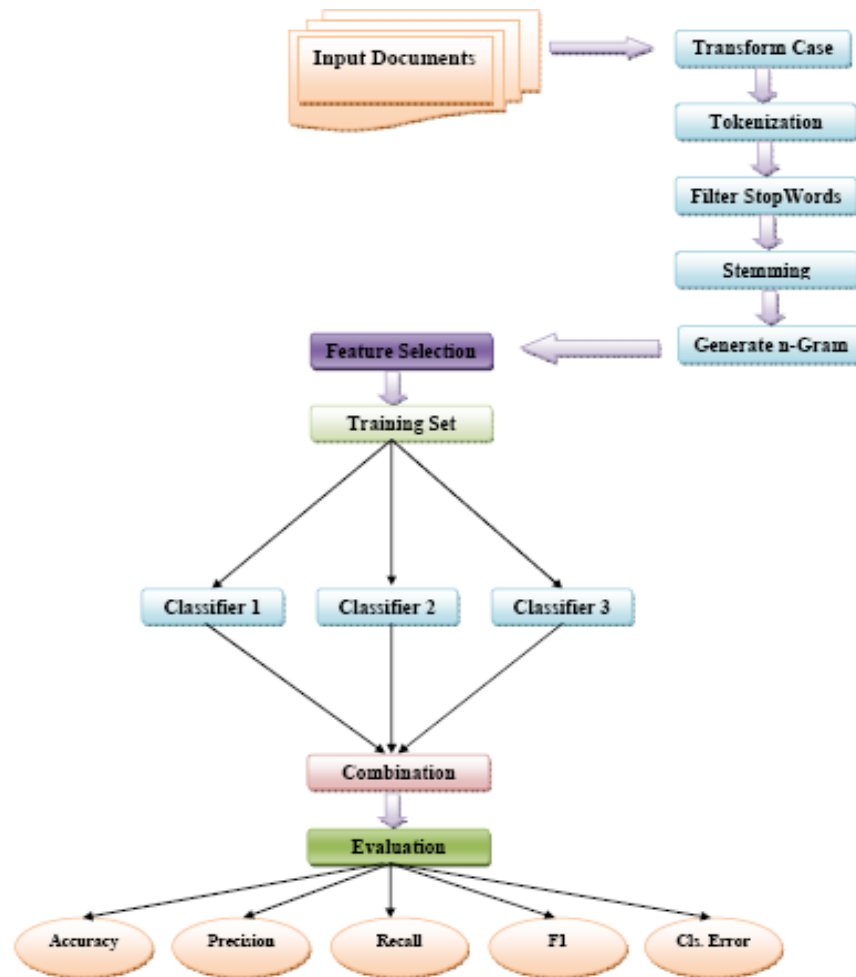 Input Documents
Transform Case
Tokenization
Filter StopWords
Stemming
Generate n-Gram
Feature Selection
Training Set
Classifier 1
Classifier 2
Classifier 3
Combination
Evaluation
Accuracy
Precision
Recall
F1
Cls. Error